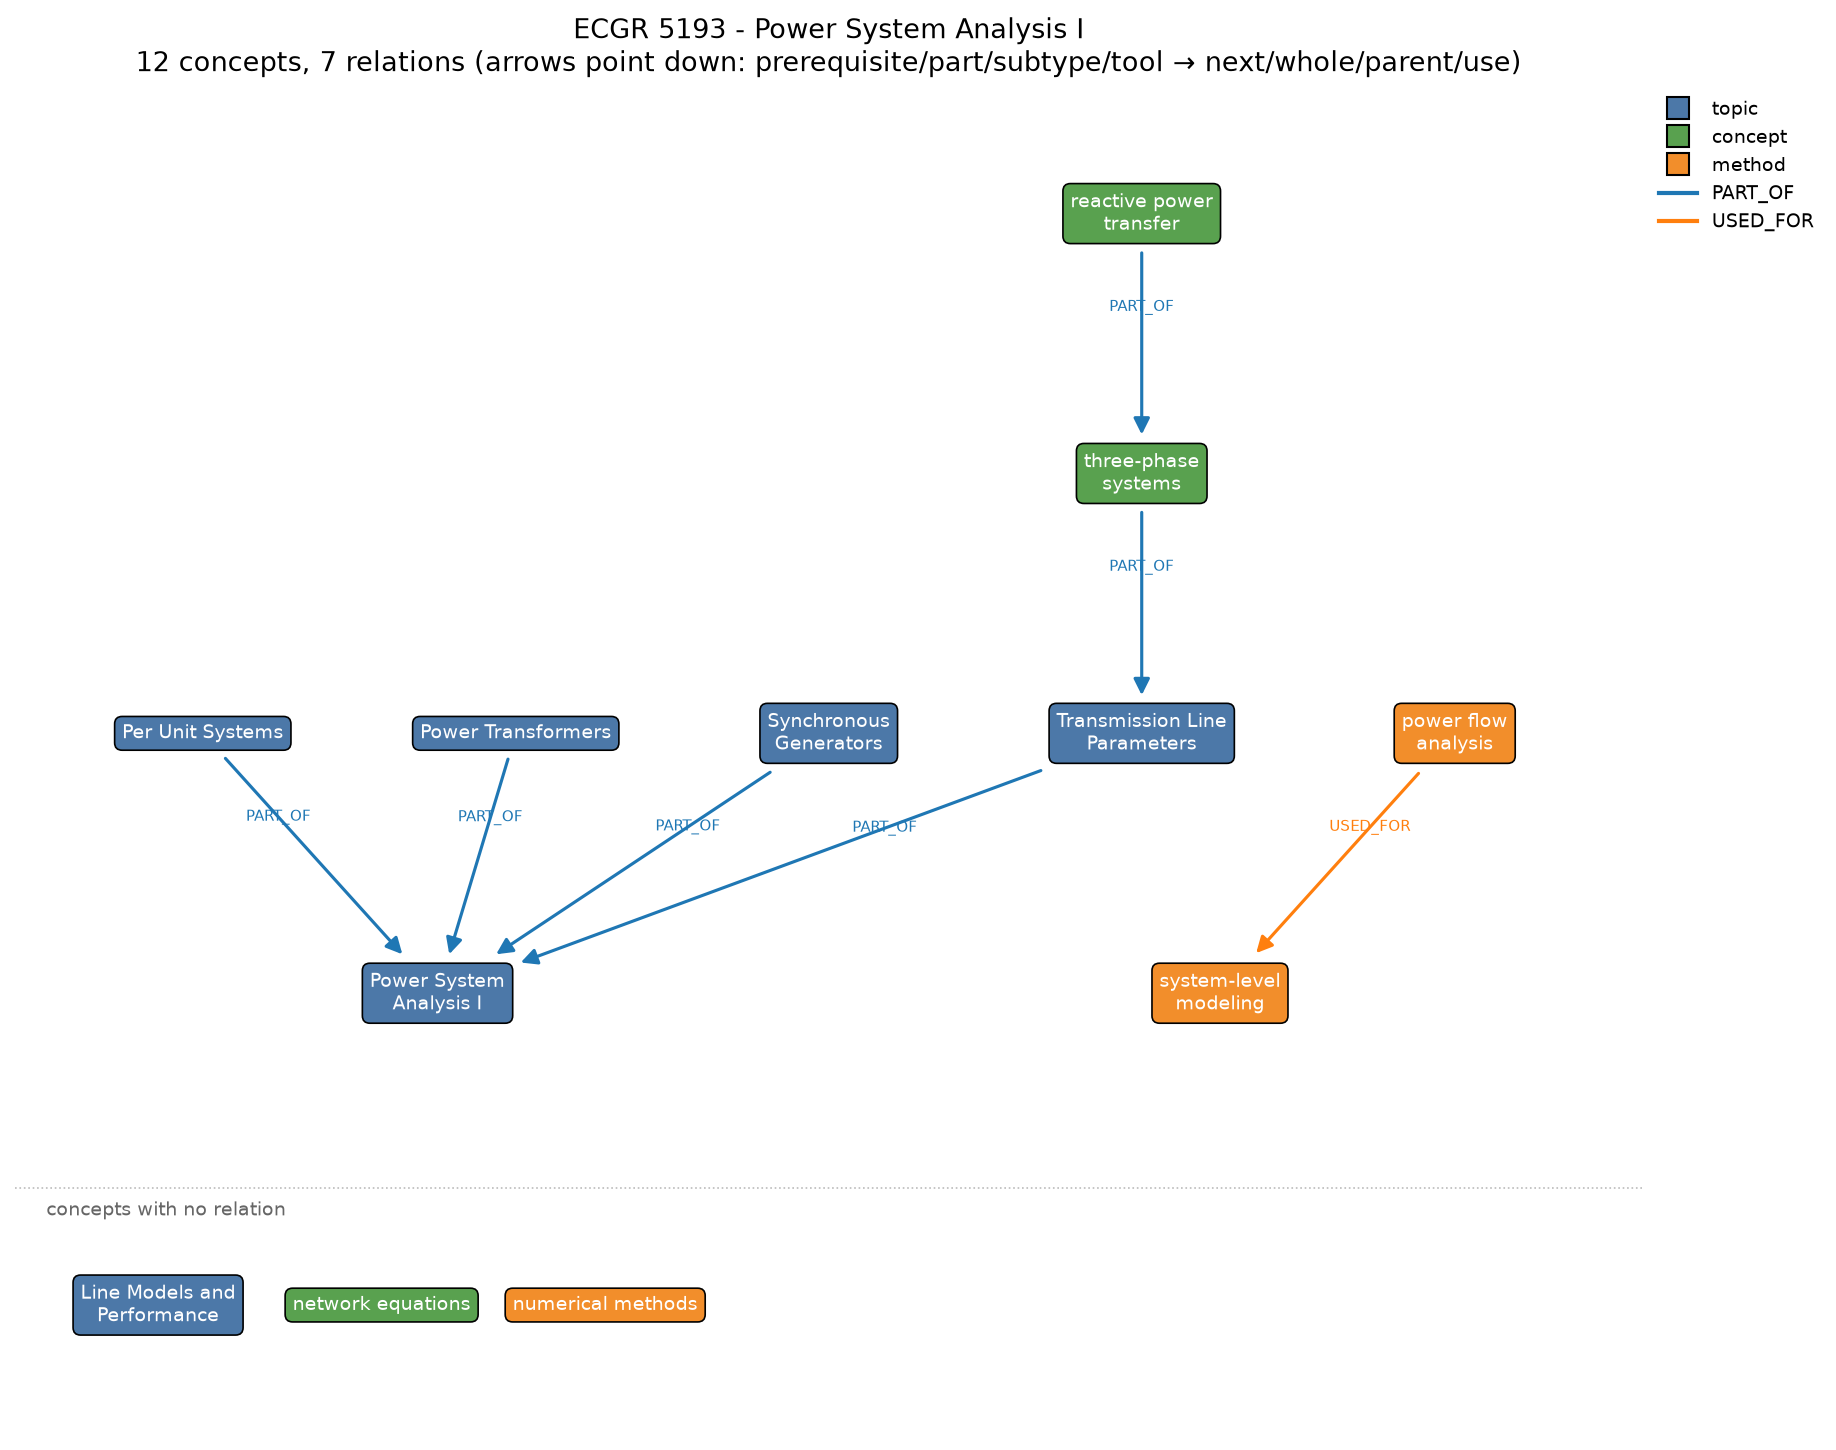 ECGR 5193 - Power System Analysis I
12 concepts, 7 relations (arrows point down: prerequisite/part/subtype/tool → next/whole/parent/use)
topic
concept
method
PART_OF
USED_FOR
reactive power
transfer
PART_OF
three-phase
systems
PART_OF
Per Unit Systems
Power Transformers
Synchronous
Generators
Transmission Line
Parameters
power flow
analysis
PART_OF
PART_OF
PART_OF
PART_OF
USED_FOR
Power System
Analysis I
system-level
modeling
concepts with no relation
Line Models and
Performance
network equations
numerical methods